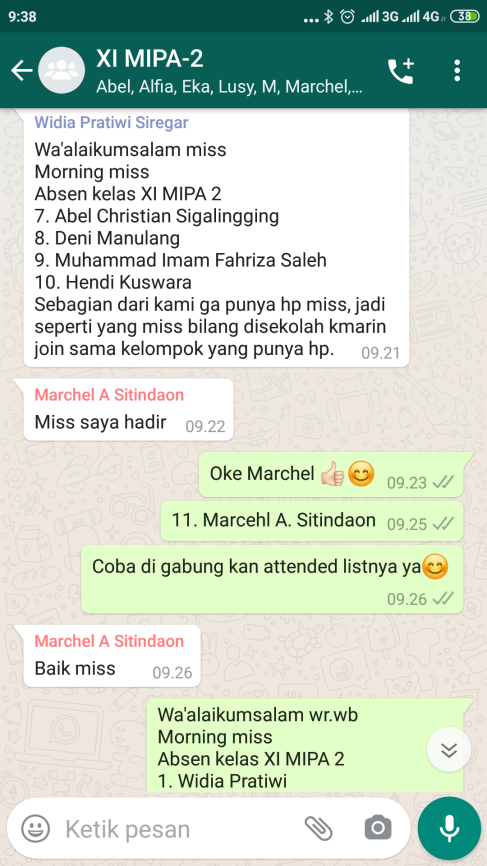 9:38
... 3G 4G 38
XI MIPA-2
Abel, Alfia, Eka, Lusy, M, Marchel,...
Widia Pratiwi Siregar
Wa'alaikumsalam miss
Morning miss
Absen kelas XI MIPA 2
7. Abel Christian Sigalingging
8. Deni Manulang
9. Muhammad Imam Fahriza Saleh
10. Hendi Kuswara
Sebagian dari kami ga punya hp miss, jadi
seperti yang miss bilang disekolah kmarin
join sama kelompok yang punya hp. 09.21
Marchel A Sitindaon
Miss saya hadir 09.22
Oke Marchel 👍😊 09.23
11. Marcehl A. Sitindaon 09.25
Coba di gabung kan attended listnya ya😊
09.26
Marchel A Sitindaon
Baik miss 09.26
Wa'alaikumsalam wr.wb
Morning miss
Absen kelas XI MIPA 2
1. Widia Pratiwi
Ketik pesan